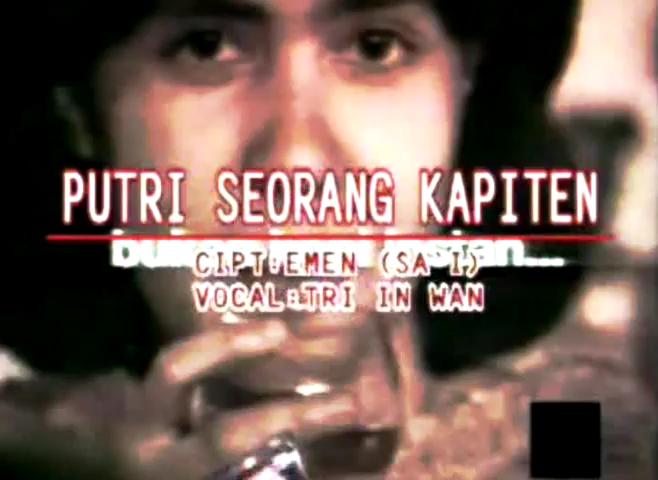 PUTRI SEORANG KAPITEN
CIPT:EMEN (SA I)
VOCAL:TRI IN WAN